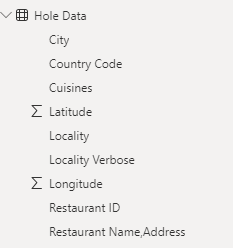 Hole Data
City
Country Code
Cuisines
Σ Latitude
Locality
Locality Verbose
Σ Longitude
Restaurant ID
Restaurant Name,Address